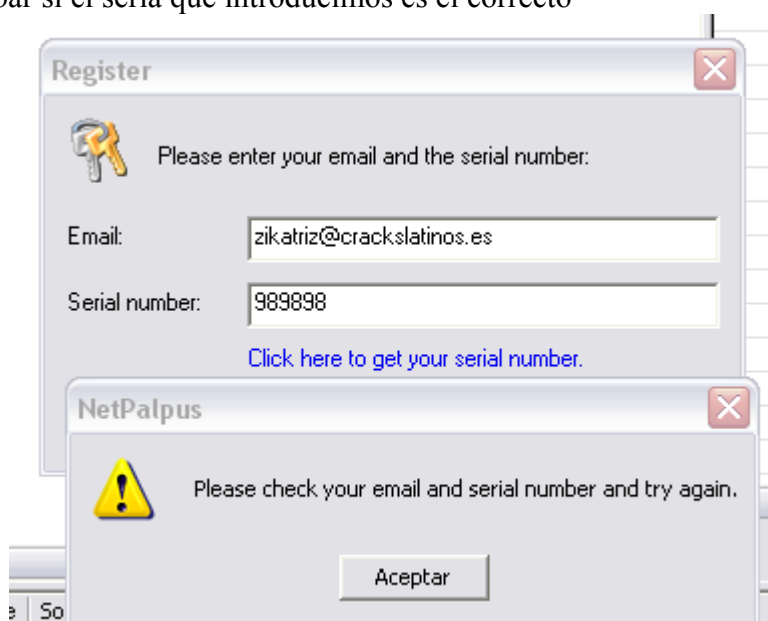 si el seria que introducimos es el correcto
Register
Please enter your email and the serial number:
Email:
zikatriz@crackslatinos.es
Serial number:
989898
Click here to get your serial number.
NetPalpus
Please check your email and serial number and try again.
Aceptar
So